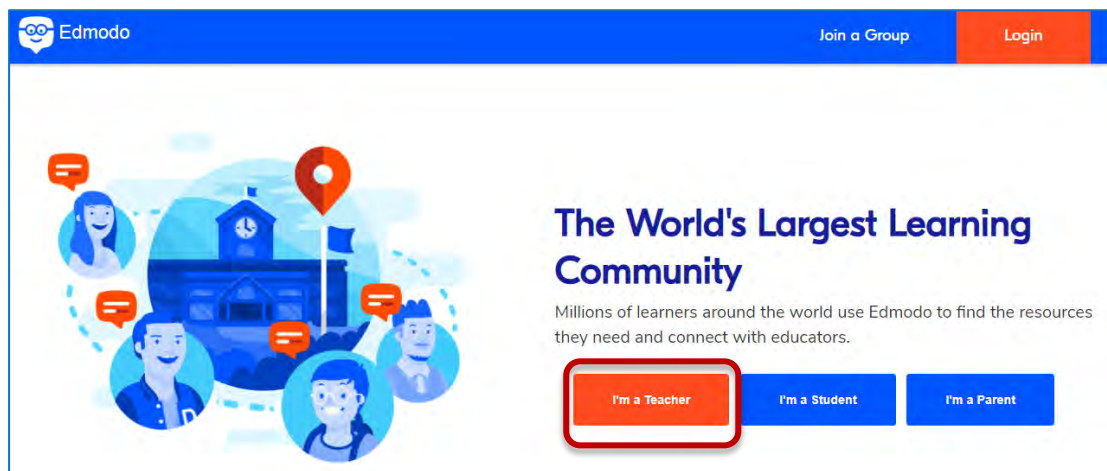 Edmodo
Join a Group
Login
The World's Largest Learning
Community
Millions of learners around the world use Edmodo to find the resources
they need and connect with educators.
I'm a Teacher
I'm a Student
I'm a Parent